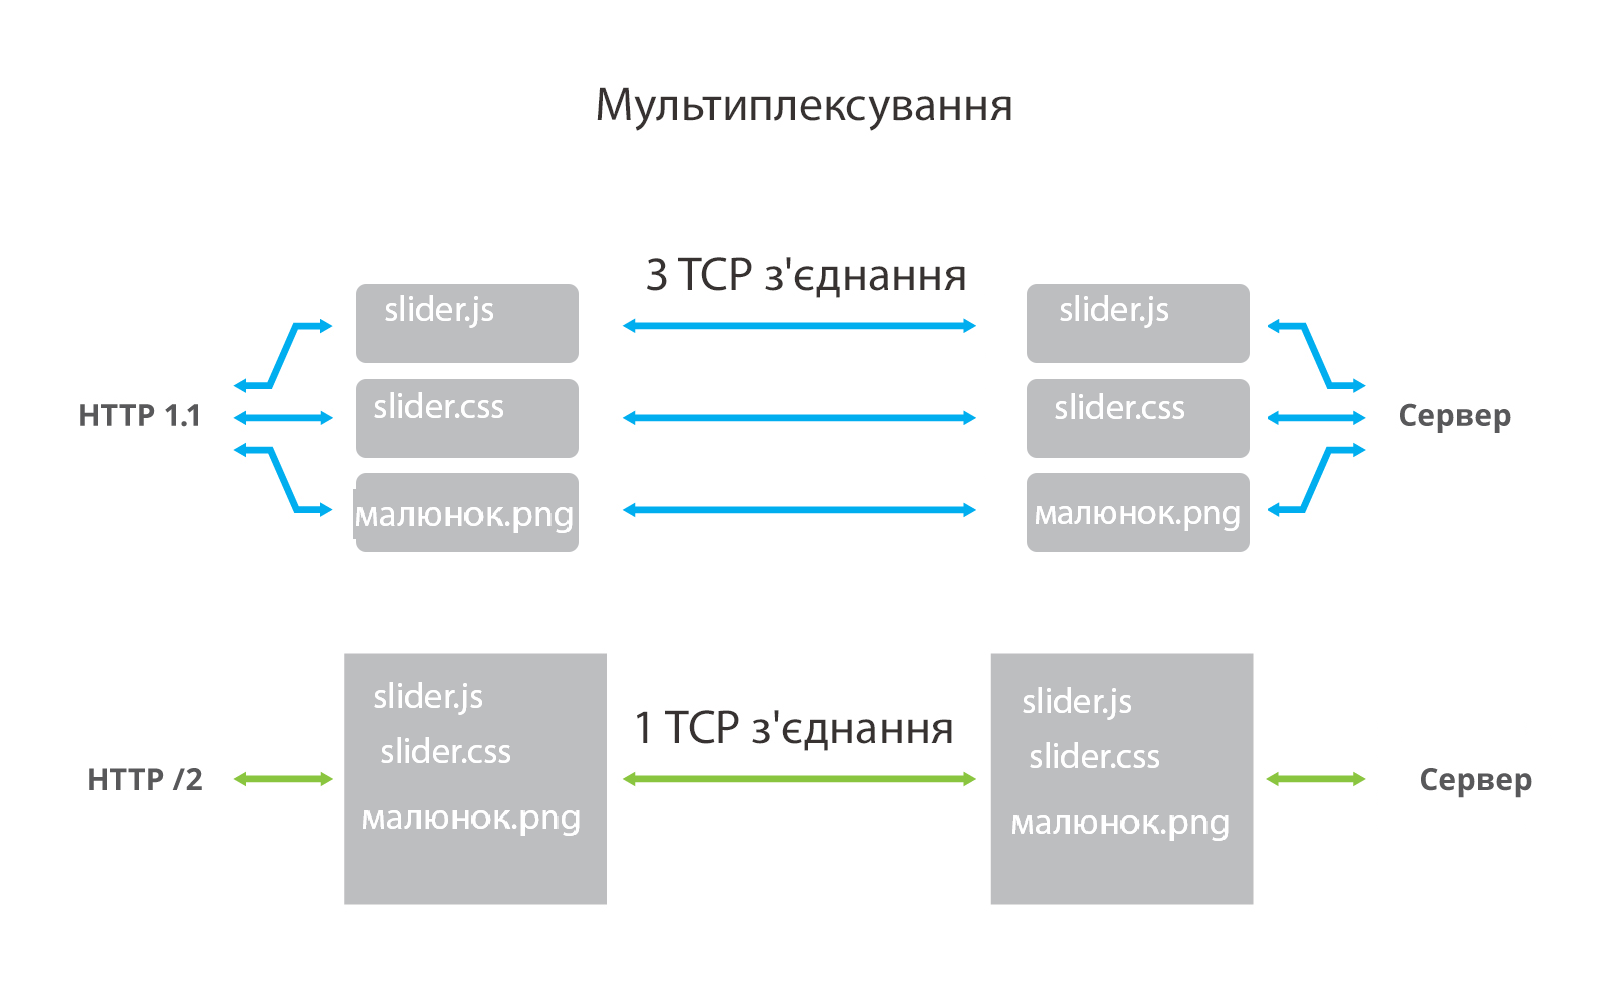 Мультиплексування
3 TCP з'єднання
slider.js
slider.js
HTTP 1.1
slider.css
slider.css
Сервер
малюнок.png
малюнок.png
slider.js
slider.css
малюнок.png
1 TCP з'єднання
slider.js
slider.css
малюнок.png
HTTP /2
Сервер